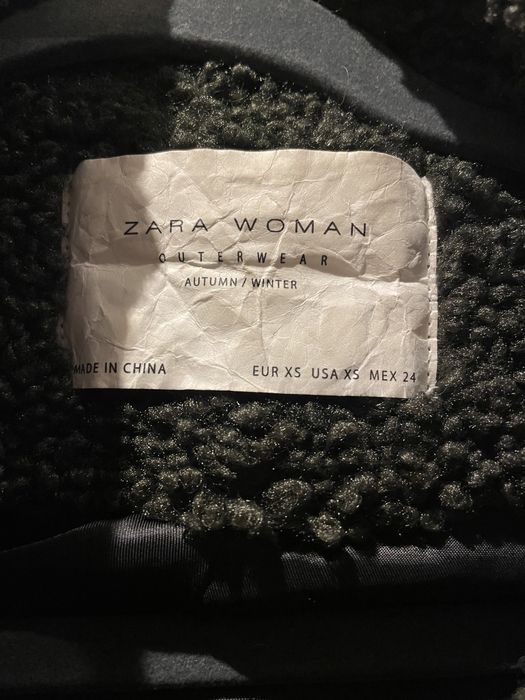 ZARA WOMAN
OUTERWEAR
AUTUMN / WINTER
MADE IN CHINA EUR XS USA XS MEX 24